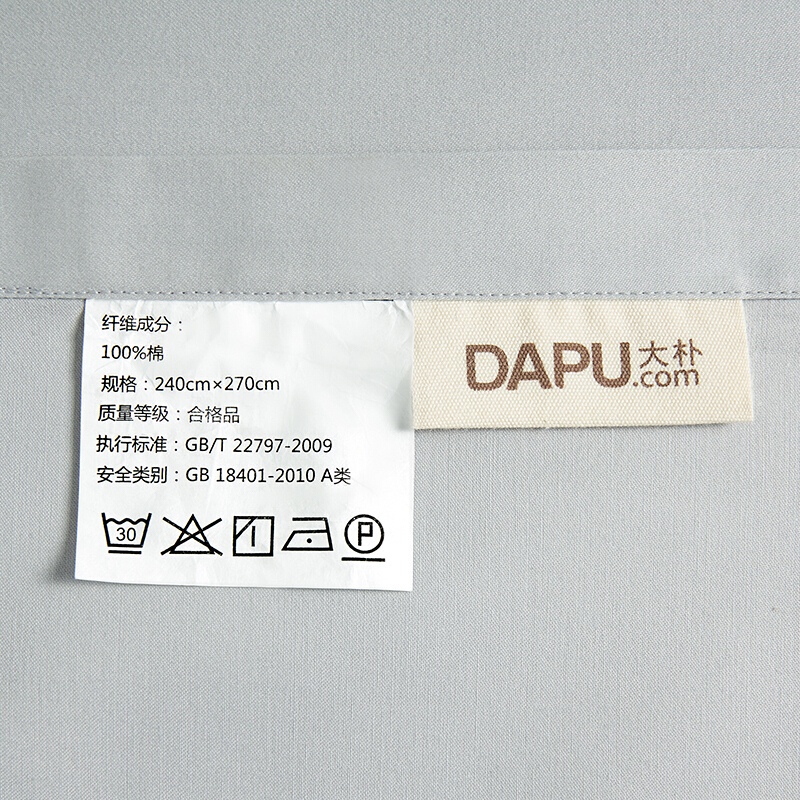 纤维成分：
100%棉
规格：240cm×270cm
质量等级：合格品
执行标准：GB/T 22797-2009
安全类别：GB 18401-2010 A类
30
P
DAPU大朴.com